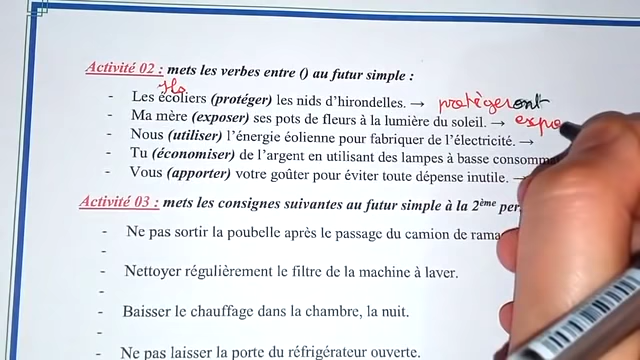 Activité 02 : mets les verbes entre () au futur simple :
Ils
- Les écoliers (protéger) les nids d'hirondelles. → protègeront
- Ma mère (exposer) ses pots de fleurs à la lumière du soleil. → expo
- Nous (utiliser) l'énergie éolienne pour fabriquer de l'électricité. →
- Tu (économiser) de l'argent en utilisant des lampes à basse consomm
- Vous (apporter) votre goûter pour éviter toute dépense inutile. →
Activité 03 : mets les consignes suivantes au futur simple à la 2ème per
- Ne pas sortir la poubelle après le passage du camion de rama
-
- Nettoyer régulièrement le filtre de la machine à laver.
-
- Baisser le chauffage dans la chambre, la nuit.
-
- Ne pas laisser la porte du réfrigérateur ouverte.